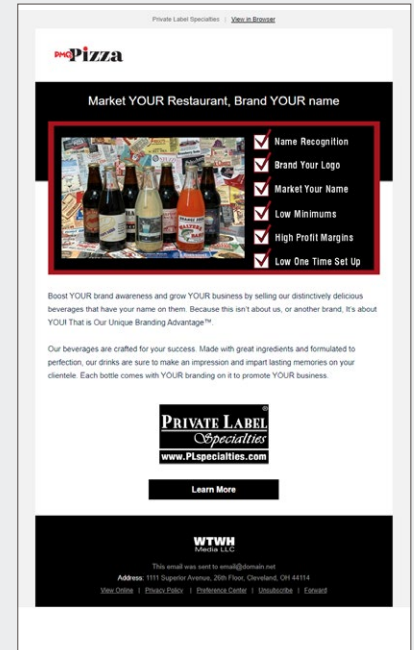 Private Label Specialties | View in Browser
PMQ Pizza
Market YOUR Restaurant, Brand YOUR name
Name Recognition
Brand Your Logo
Market Your Name
Low Minimums
High Profit Margins
Low One Time Set Up
Boost YOUR brand awareness and grow YOUR business by selling our distinctively delicious
beverages that have your name on them. Because this isn't about us, or another brand, It's about
YOU! That is Our Unique Branding Advantage™.
Our beverages are crafted for your success. Made with great ingredients and formulated to
perfection, our drinks are sure to make an impression and impart lasting memories on your
clientele. Each bottle comes with YOUR branding on it to promote YOUR business.
PRIVATE LABEL®
Specialties
www.PLspecialties.com
Learn More
WTWH
Media LLC
This email was sent to email@domain.net
Address: 1111 Superior Avenue, 26th Floor, Cleveland, OH 44114
View Online | Privacy Policy | Preference Center | Unsubscribe | Forward